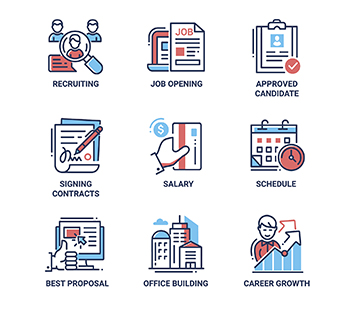 JOB
RECRUITING
JOB OPENING
APPROVED
CANDIDATE
$
SIGNING
CONTRACTS
SALARY
SCHEDULE
BEST PROPOSAL
OFFICE BUILDING
CAREER GROWTH